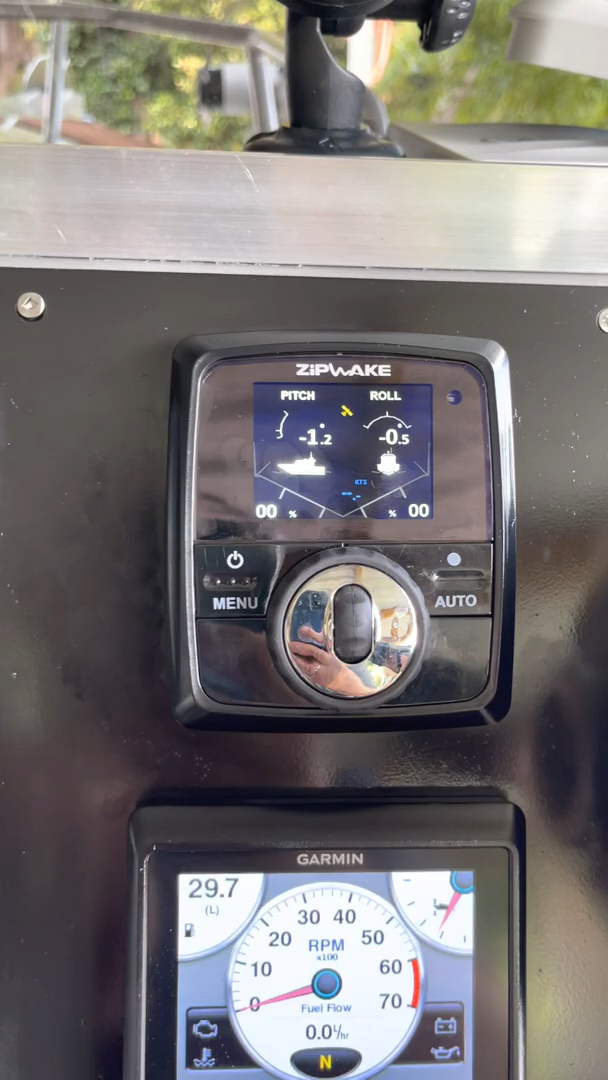 ZIPWAKE
PITCH ROLL
-1.2° -0.5°
KTS
--.-
00 % % 00
MENU AUTO
GARMIN
29.7
(L)
30 40
20 50
RPM
x100
10 60
0 70
Fuel Flow
0.0 L/hr
N